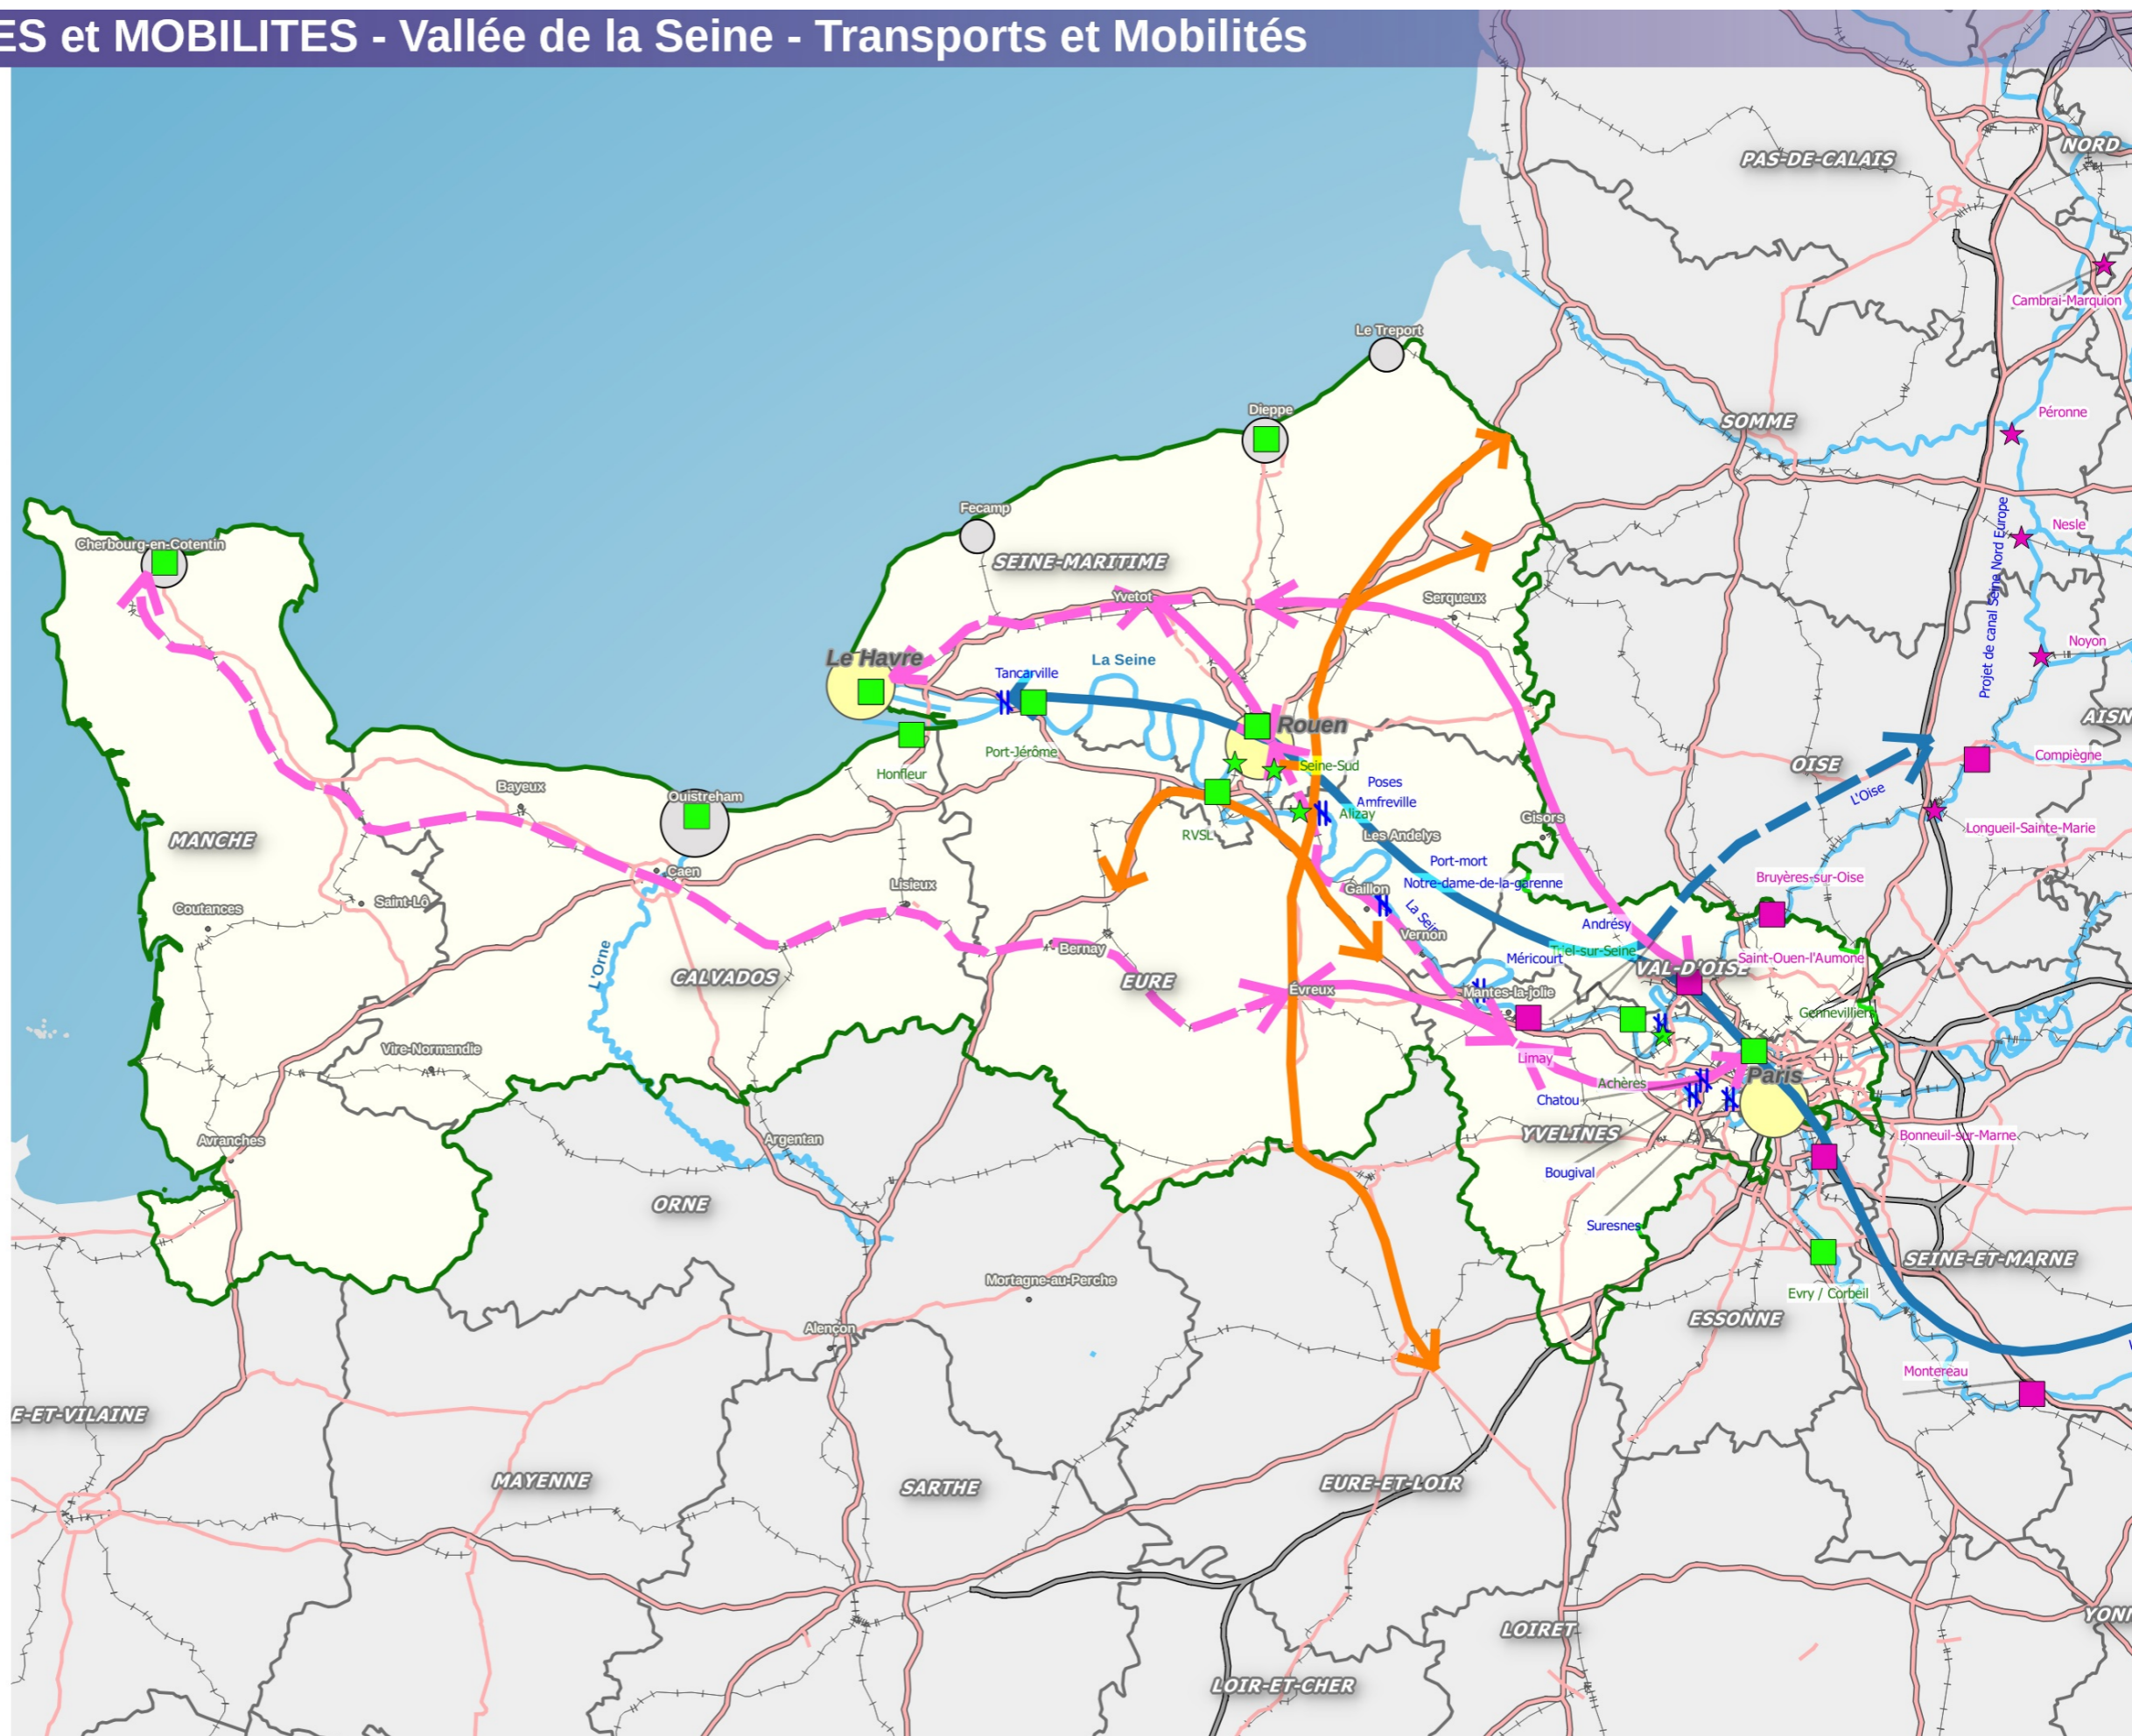 ES et MOBILITES - Vallée de la Seine - Transports et Mobilités
NORD
PAS-DE-CALAIS
Cambrai-Marquion
Le Treport
Dieppe
Péronne
SOMME
Fecamp
Nesle
Cherbourg-en-Cotentin
SEINE-MARITIME
Projet de canal Seine Nord Europe
Yvetot
Serqueux
Noyon
Le Havre
La Seine
Tancarville
Rouen
AISN
Port-Jérôme
Honfleur
Seine-Sud
Compiègne
OISE
Poses
Amfreville
L'Oise
Bayeux
Ouistreham
Alizay
Gisors
Longueil-Sainte-Marie
MANCHE
RVSL
Les Andelys
Port-mort
Caen
Lisieux
Gaillon
Notre-dame-de-la-garenne
Bruyères-sur-Oise
Saint-Lô
Coutances
La Sein
Andrésy
Vernon
Bernay
L'Orne
el-sur-Seine
Méricourt
Saint-Ouen-l'Aumone
VAL-D'OISE
CALVADOS
EURE
Évreux
Mantes-la-jolie
Gennevilliers
Vire-Normandie
Limay
Paris
Achères
Chatou
Avranches
Argentan
YVELINES
Bonneuil-sur-Marne
Bougival
ORNE
Suresnes
SEINE-ET-MARNE
Mortagne-au-Perche
Evry / Corbeil
ESSONNE
Alençon
Montereau
E-ET-VILAINE
MAYENNE
SARTHE
EURE-ET-LOIR
YON
LOIRET
LOIR-ET-CHER